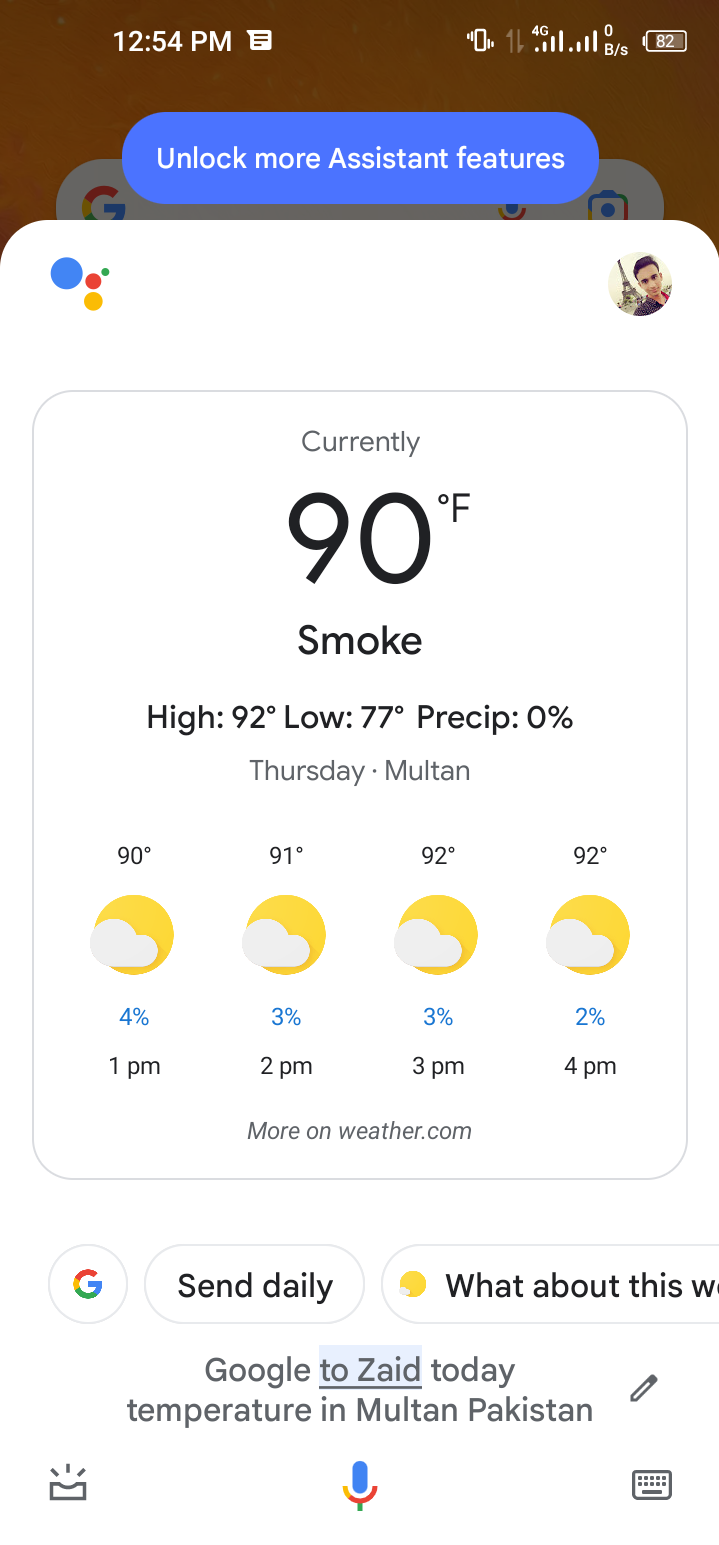 12:54 PM
4G
0
B/s
82
Unlock more Assistant features
Currently
90 °F
Smoke
High: 92° Low: 77° Precip: 0%
Thursday · Multan
90° 91° 92° 92°
4% 3% 3% 2%
1 pm 2 pm 3 pm 4 pm
More on weather.com
Send daily
What about this we
Google to Zaid today
temperature in Multan Pakistan